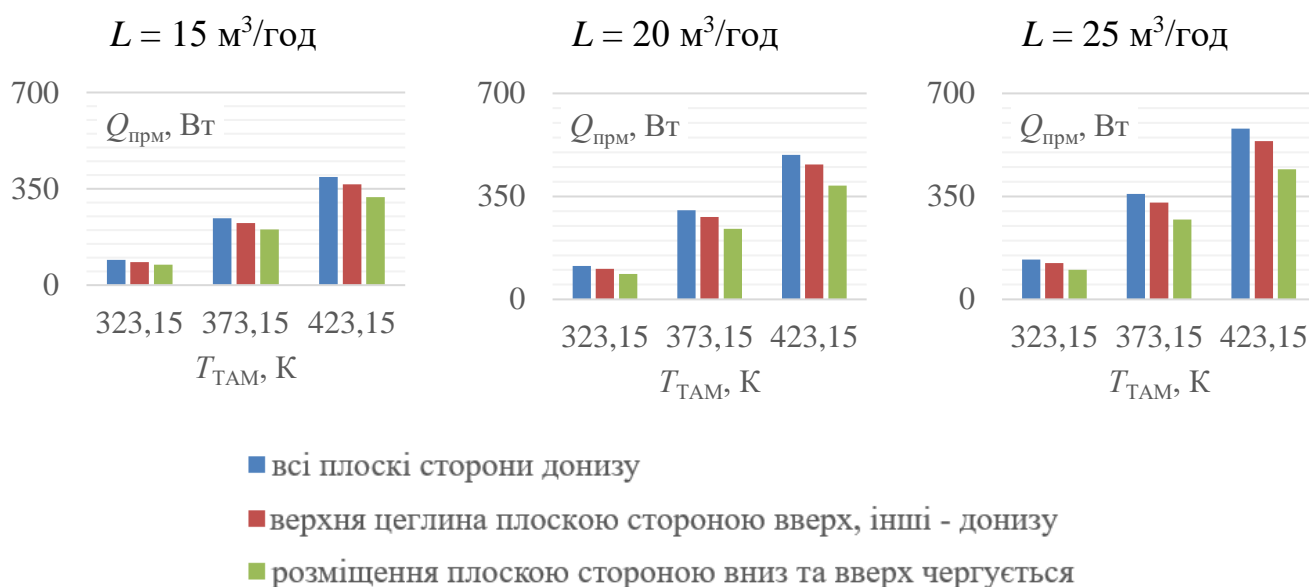 L = 15 м³/год
700
Qпрм, Вт
350
0
323,15 373,15 423,15
TТАМ, К
L = 20 м³/год
700
Qпрм, Вт
350
0
323,15 373,15 423,15
TТАМ, К
L = 25 м³/год
700
Qпрм, Вт
350
0
323,15 373,15 423,15
TТАМ, К
всі плоскі сторони донизу
верхня цеглина плоскою стороною вверх, інші - донизу
розміщення плоскою стороною вниз та вверх чергується